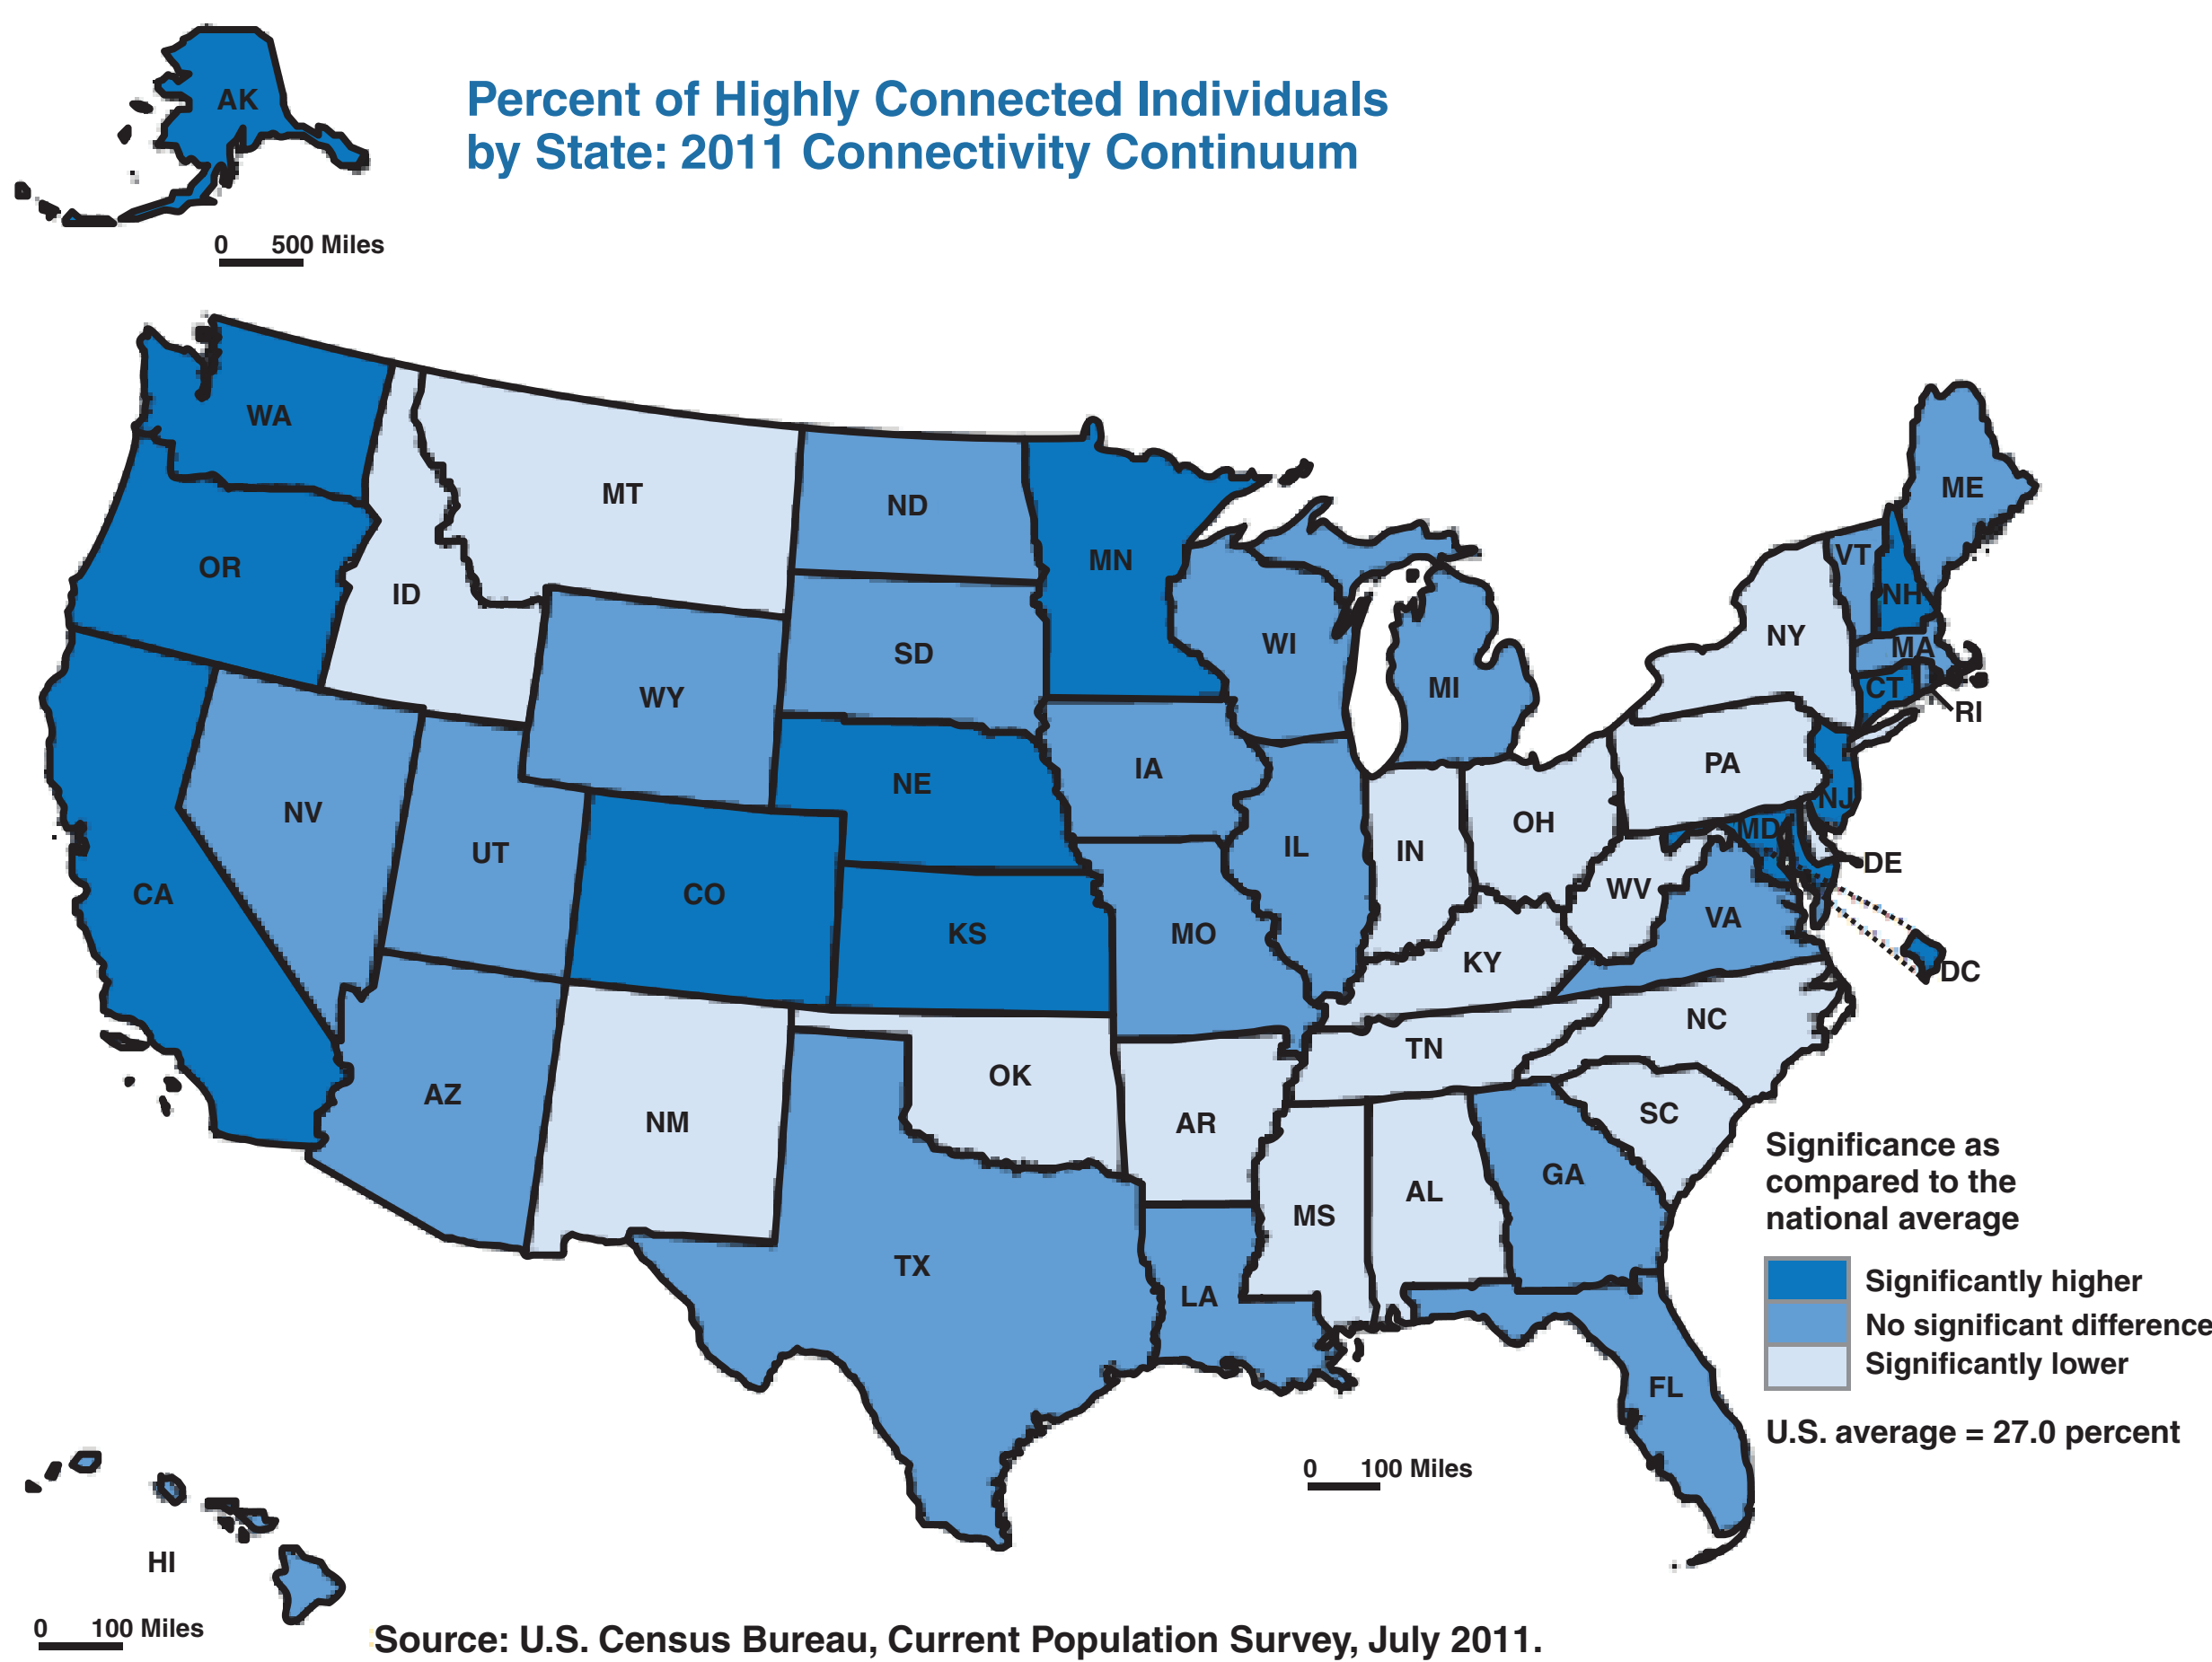 AK
Percent of Highly Connected Individuals
by State: 2011 Connectivity Continuum
0 500 Miles
WA
MT
ND
MN
ME
OR
ID
VT
NH
SD
WI
NY
MA
WY
MI
CT
RI
NV
NE
IA
PA
NJ
UT
IL
IN
OH
MD
DE
CA
CO
KS
MO
WV
VA
KY
DC
NC
TN
AZ
NM
OK
AR
SC
MS
AL
GA
TX
LA
FL
Significance as
compared to the
national average
Significantly higher
No significant difference
Significantly lower
U.S. average = 27.0 percent
0 100 Miles
HI
0 100 Miles
Source: U.S. Census Bureau, Current Population Survey, July 2011.